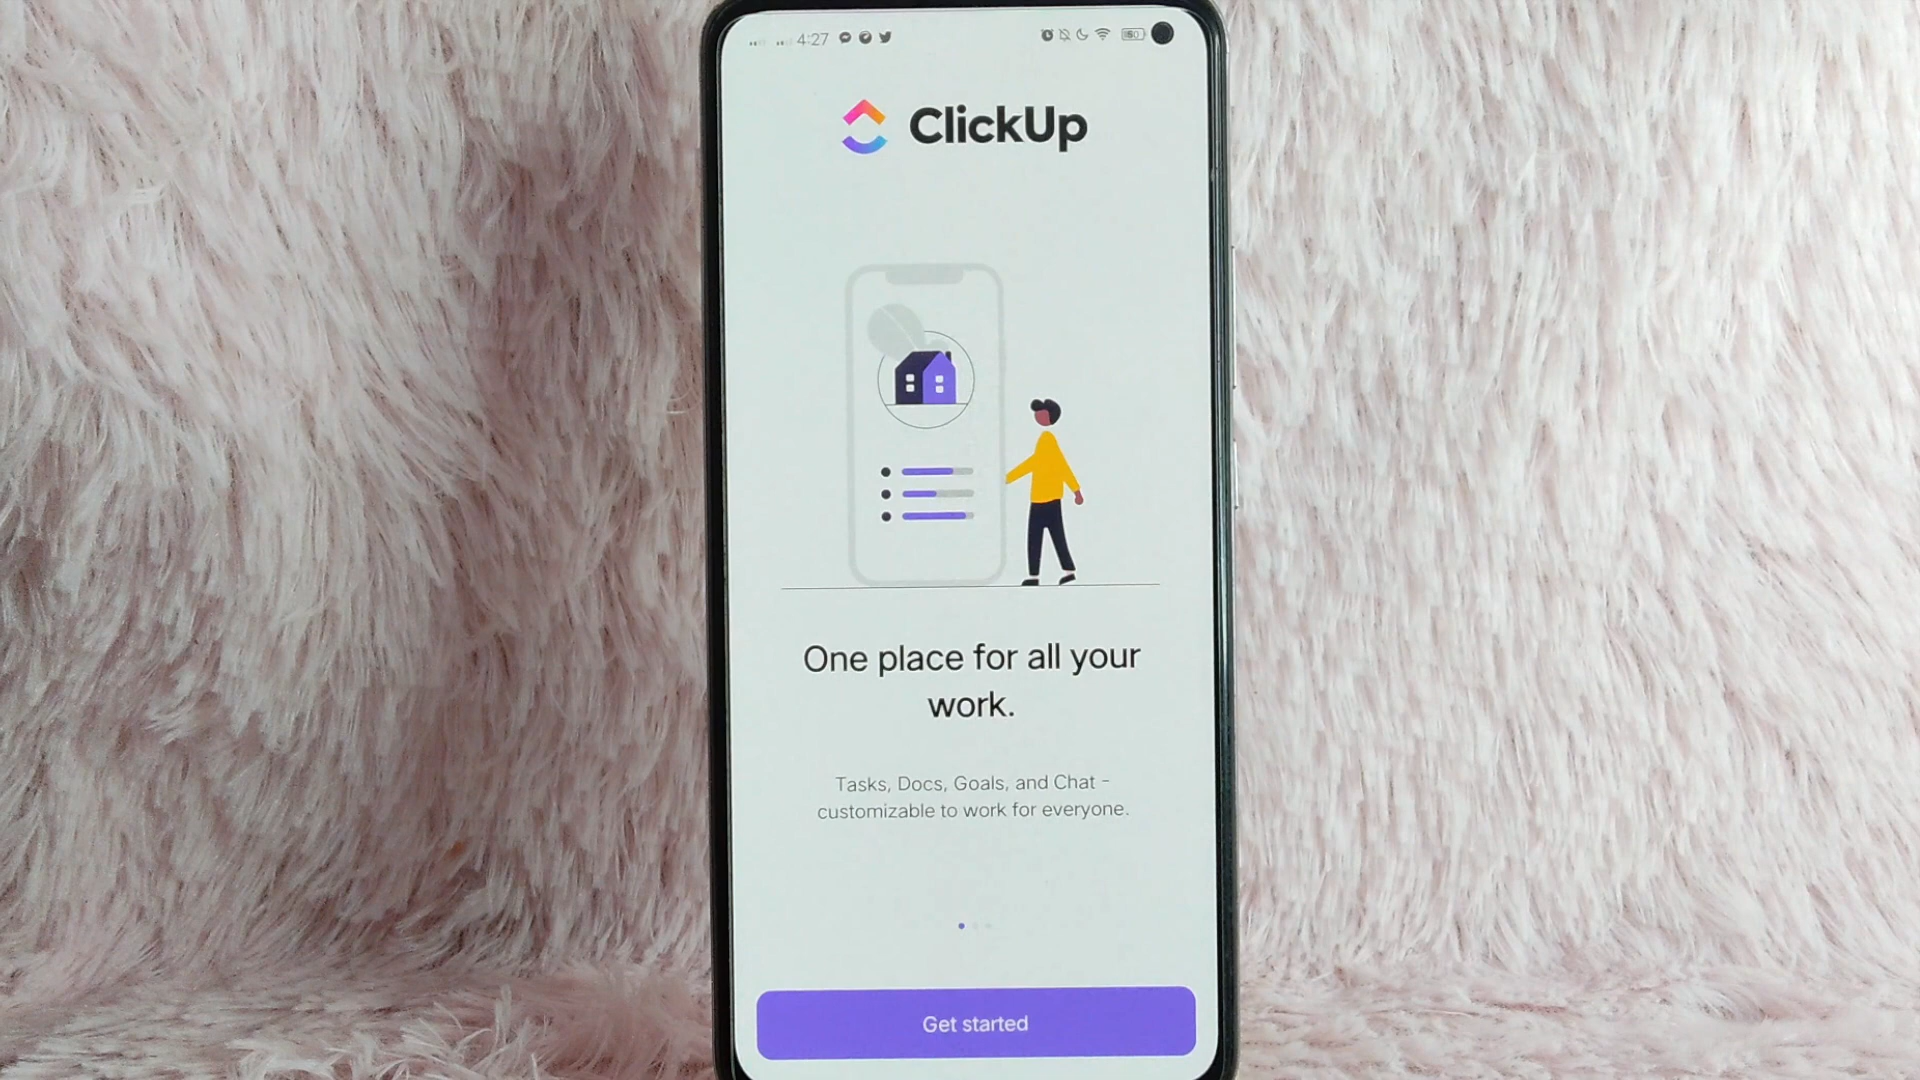 4:27
ClickUp
One place for all your
work.
Tasks, Docs, Goals, and Chat -
customizable to work for everyone.
Get started